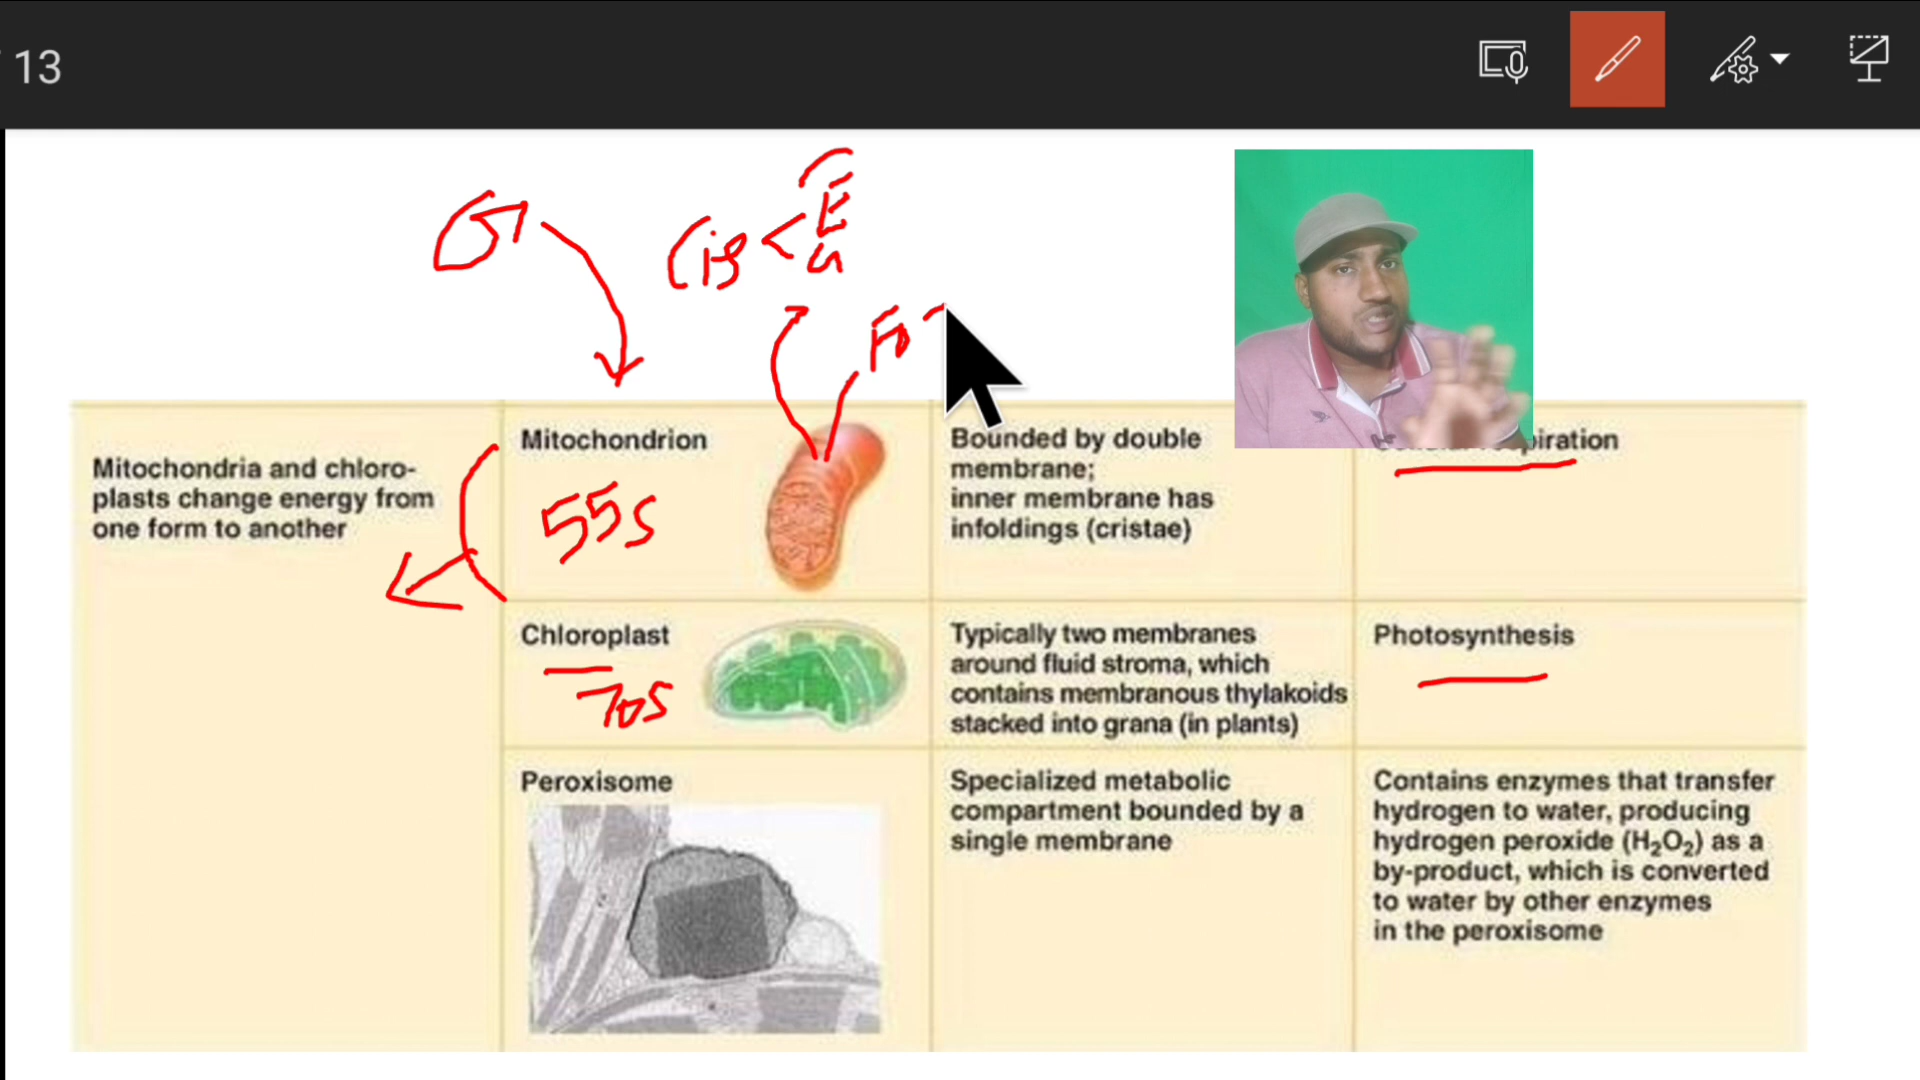 13
Mitochondria and chloro-
plasts change energy from
one form to another
Mitochondrion
55s
Bounded by double
membrane;
inner membrane has
infoldings (cristae)
Chloroplast
70s
Typically two membranes
around fluid stroma, which
contains membranous thylakoids
stacked into grana (in plants)
Photosynthesis
Peroxisome
Specialized metabolic
compartment bounded by a
single membrane
Contains enzymes that transfer
hydrogen to water, producing
hydrogen peroxide (H₂O₂) as a
by-product, which is converted
to water by other enzymes
in the peroxisome